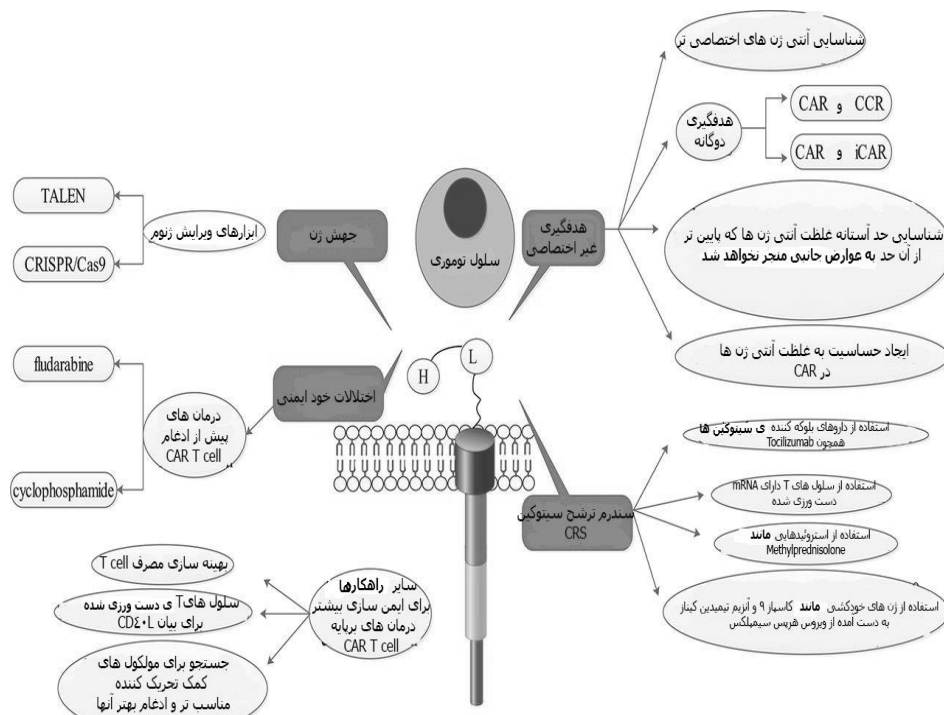 شناسایی آنتی ژن های اختصاصی تر
هدفگیری
دوگانه
CAR و CCR
CAR و iCAR
شناسایی حد آستانه غلظت آنتی ژن ها که پایین تر
از آن حد به عوارض جانبی منجر نخواهد شد
ایجاد حساسیت به غلظت آنتی ژن ها
در CAR
هدفگیری
غیر اختصاصی
سلول توموری
جهش ژن
ابزارهای ویرایش ژنوم
TALEN
CRISPR/Cas9
H
L
اختلالات خود ایمنی
درمان های
پیش از ادغام
CAR T cell
fludarabine
cyclophosphamide
سندرم ترشح سیتوکین
CRS
استفاده از داروهای بلوکه کننده ی سیتوکین ها
همچون Tocilizumab
استفاده از سلول های T دارای mRNA
دست ورزی شده
استفاده از استروئیدهایی مانند
Methylprednisolone
استفاده از ژن های خودکشی مانند کاسپاز ۹ و آنزیم تیمیدین کیناز
به دست آمده از ویروس هرپس سیمپلکس
سایر راهکارها
برای ایمن سازی بیشتر
درمان های برپایه
CAR T cell
بهینه سازی مصرف T cell
سلول های T ی دست ورزی شده
برای بیان CD٤٠L
جستجو برای مولکول های
کمک تحریک کننده
مناسب تر و ادغام بهتر آنها